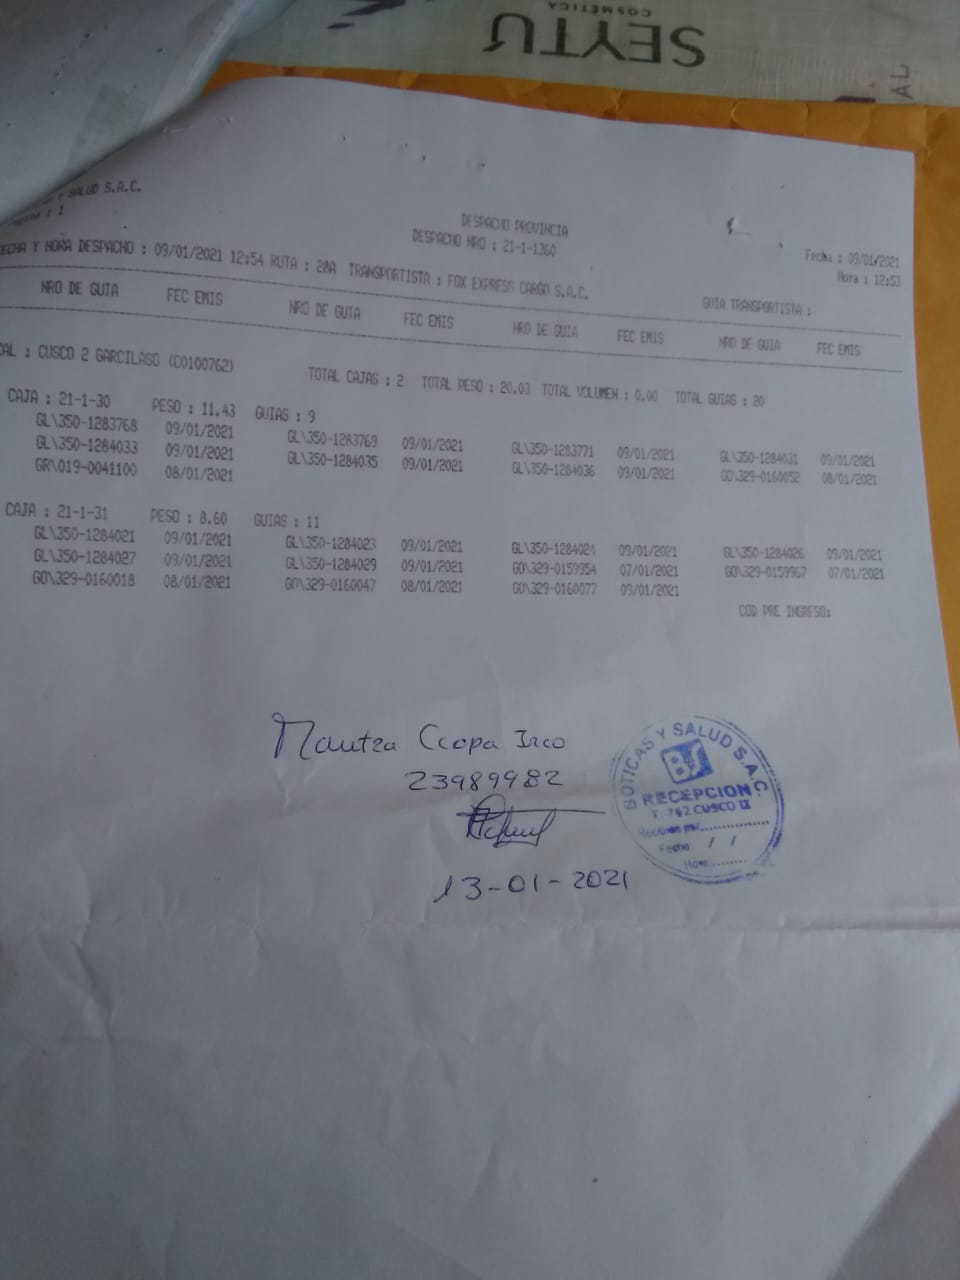 SEYTÚ
COSMÉTICA
AL
Y SALUD S.A.C.
: 1
DESPACHO PROVINCIA
DESPACHO NRO : 21-1-1360
Fecha : 09/01/2021
Hora : 12:53
FECHA Y HORA DESPACHO : 09/01/2021 12:54 RUTA : 28A TRANSPORTISTA : FOX EXPRESS CARGO S.A.C.
GUIA TRANSPORTISTA :
NRO DE GUIA FEC EMIS NRO DE GUIA FEC EMIS NRO DE GUIA FEC EMIS NRO DE GUIA FEC EMIS
CAL : CUSCO 2 GARCILASO (C0100762) TOTAL CAJAS : 2 TOTAL PESO : 20.03 TOTAL VOLUMEN : 0.00 TOTAL GUIAS : 20
CAJA : 21-1-30 PESO : 11.43 GUIAS : 9
GL\350-1283768 09/01/2021 GL\350-1283769 09/01/2021 GL\350-1283771 09/01/2021 GL\350-1284031 09/01/2021
GL\350-1284033 09/01/2021 GL\350-1284035 09/01/2021 GL\350-1284036 09/01/2021 GO\329-0160052 08/01/2021
GR\019-0041100 08/01/2021
CAJA : 21-1-31 PESO : 8.60 GUIAS : 11
GL\350-1284021 09/01/2021 GL\350-1284023 09/01/2021 GL\350-1284024 09/01/2021 GL\350-1284026 09/01/2021
GL\350-1284027 09/01/2021 GL\350-1284029 09/01/2021 GO\329-0159954 07/01/2021 GO\329-0159967 07/01/2021
GO\329-0160018 08/01/2021 GO\329-0160047 08/01/2021 GO\329-0160077 09/01/2021
COD PRE INGRESO:
Ccopa Inco
23989982
13-01-2021
BOTICAS Y SALUD S.A.C.
RECEPCION
T: 762 CUSCO II
Recibido por:
Fecha: / /
Hora: